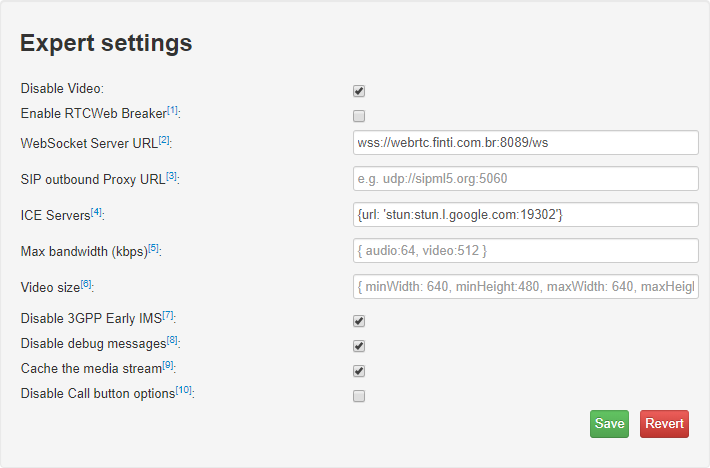 Expert settings
Disable Video:
Enable RTCWeb Breaker[1]:
WebSocket Server URL[2]: wss://webrtc.finti.com.br:8089/ws
SIP outbound Proxy URL[3]: e.g. udp://sipml5.org:5060
ICE Servers[4]: {url: 'stun:stun.l.google.com:19302'}
Max bandwidth (kbps)[5]: { audio:64, video:512 }
Video size[6]: { minWidth: 640, minHeight:480, maxWidth: 640, maxHeigl
Disable 3GPP Early IMS[7]:
Disable debug messages[8]:
Cache the media stream[9]:
Disable Call button options[10]:
Save Revert